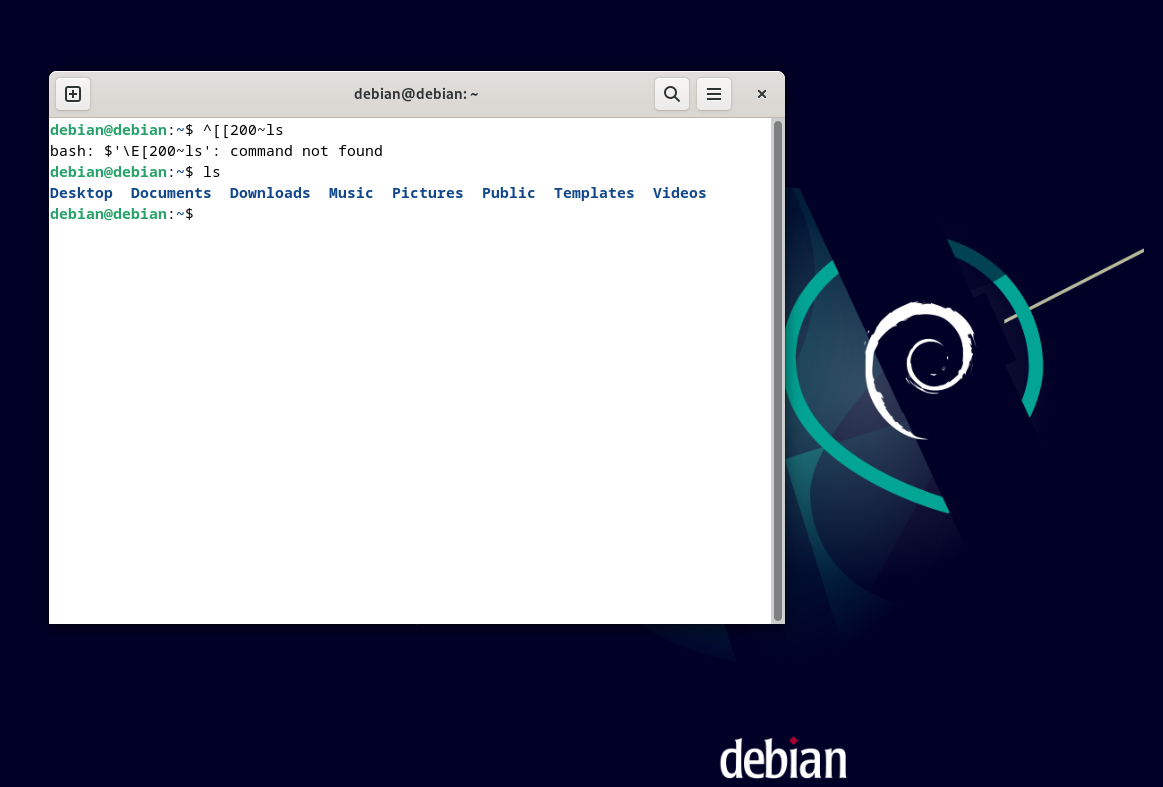 debian@debian: ~
debian@debian:~$ ^[[200~ls
bash: $'\E[200~ls': command not found
debian@debian:~$ ls
Desktop  Documents  Downloads  Music  Pictures  Public  Templates  Videos
debian@debian:~$
debian